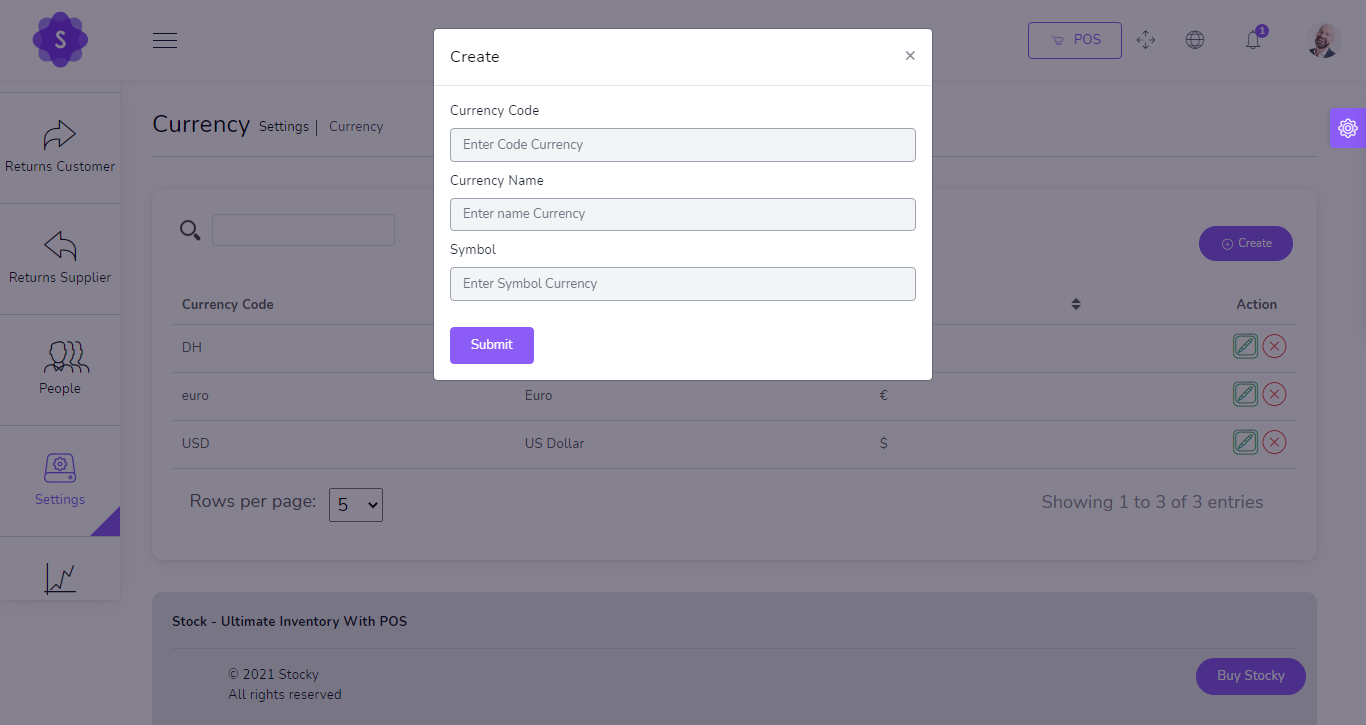 S
POS
1
Create
×
Returns Customer
Returns Supplier
People
Settings
Currency Settings | Currency
Currency Code
Enter Code Currency
Currency Name
Enter name Currency
Symbol
Enter Symbol Currency
Submit
Create
Currency Code Action
DH
euro Euro €
USD US Dollar $
Rows per page: 5 Showing 1 to 3 of 3 entries
Stock - Ultimate Inventory With POS
© 2021 Stocky
All rights reserved
Buy Stocky